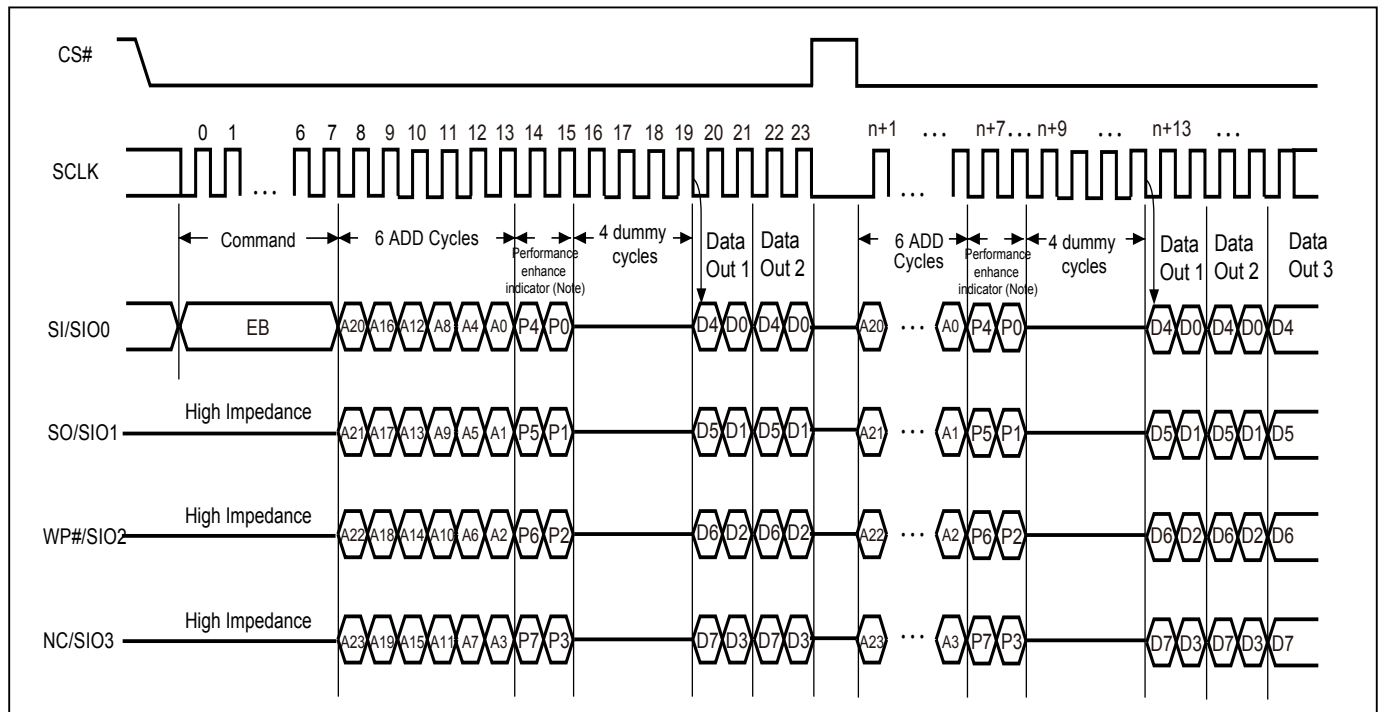 CS#
0 1 6 7 8 9 10 11 12 13 14 15 16 17 18 19 20 21 22 23 n+1 ... n+7... n+9 ... n+13 ...
SCLK ... ...
Command 6 ADD Cycles Performance enhance indicator (Note) 4 dummy cycles Data Out 1 Data Out 2 6 ADD Cycles Performance enhance indicator (Note) 4 dummy cycles Data Out 1 Data Out 2 Data Out 3
SI/SIO0 EB A20 A16 A12 A8 A4 A0 P4 P0 D4 D0 D4 D0 A20 ... A0 P4 P0 D4 D0 D4 D0 D4
SO/SIO1 High Impedance A21 A17 A13 A9 A5 A1 P5 P1 D5 D1 D5 D1 A21 ... A1 P5 P1 D5 D1 D5 D1 D5
WP#/SIO2 High Impedance A22 A18 A14 A10 A6 A2 P6 P2 D6 D2 D6 D2 A22 ... A2 P6 P2 D6 D2 D6 D2 D6
NC/SIO3 High Impedance A23 A19 A15 A11 A7 A3 P7 P3 D7 D3 D7 D3 A23 ... A3 P7 P3 D7 D3 D7 D3 D7